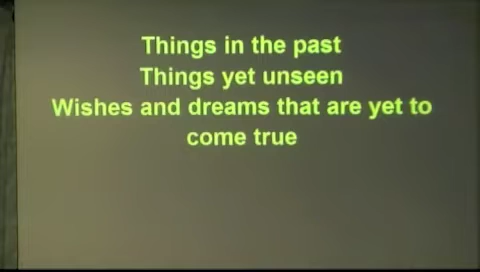 Things in the past
Things yet unseen
Wishes and dreams that are yet to
come true